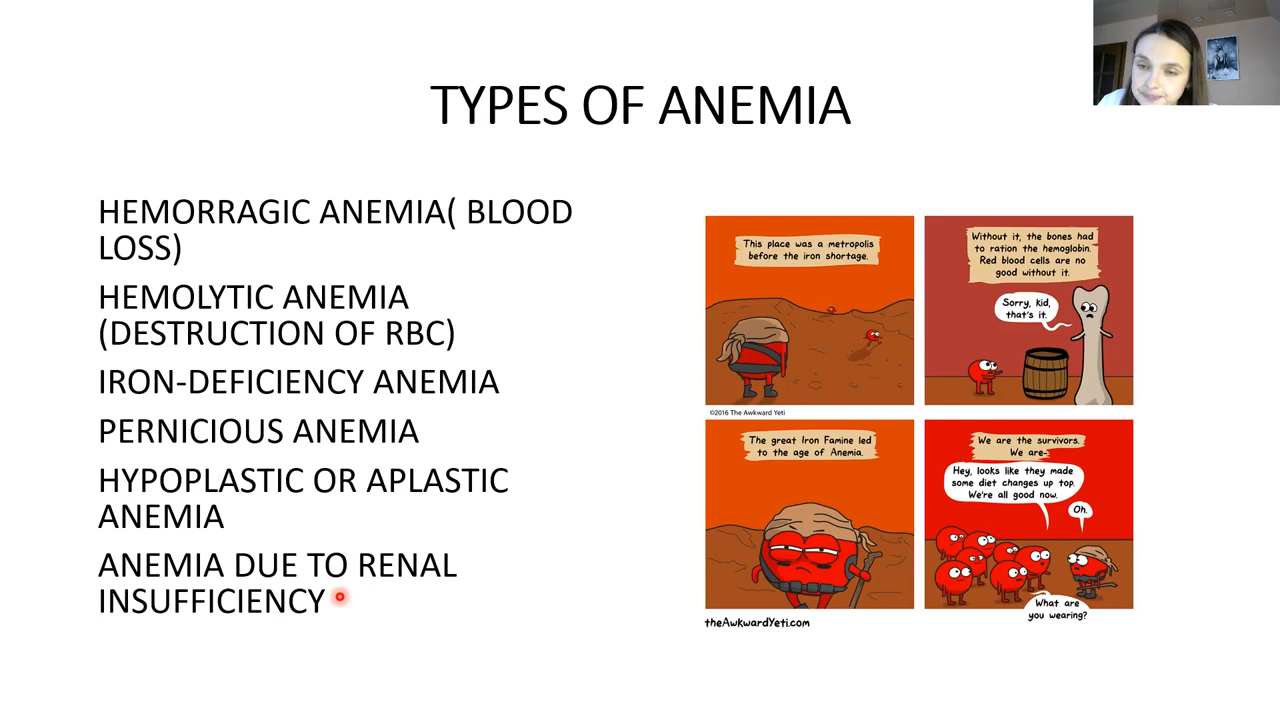 TYPES OF ANEMIA
HEMORRAGIC ANEMIA( BLOOD
LOSS)
HEMOLYTIC ANEMIA
(DESTRUCTION OF RBC)
IRON-DEFICIENCY ANEMIA
PERNICIOUS ANEMIA
HYPOPLASTIC OR APLASTIC
ANEMIA
ANEMIA DUE TO RENAL
INSUFFICIENCY
This place was a metropolis
before the iron shortage.
Without it, the bones had
to ration the hemoglobin.
Red blood cells are no
good without it.
Sorry, kid,
that's it.
©2016 The Awkward Yeti
The great Iron Famine led
to the age of Anemia.
We are the survivors.
We are-
Hey, looks like they made
some diet changes up top.
We're all good now.
Oh.
What are
you wearing?
theAwkwardYeti.com